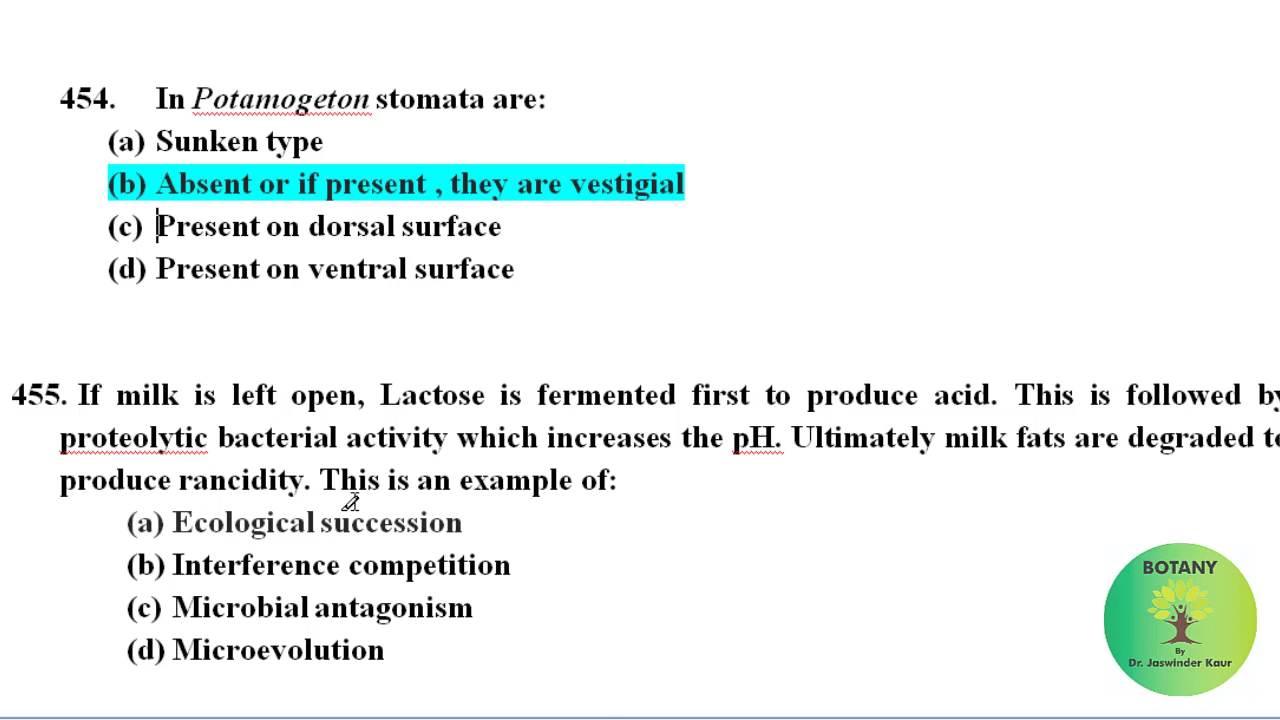 454. In Potamogeton stomata are:
(a) Sunken type
(b) Absent or if present , they are vestigial
(c) Present on dorsal surface
(d) Present on ventral surface
455. If milk is left open, Lactose is fermented first to produce acid. This is followed by
proteolytic bacterial activity which increases the pH. Ultimately milk fats are degraded to
produce rancidity. This is an example of:
(a) Ecological succession
(b) Interference competition
(c) Microbial antagonism
(d) Microevolution
BOTANY
By
Dr. Jaswinder Kaur